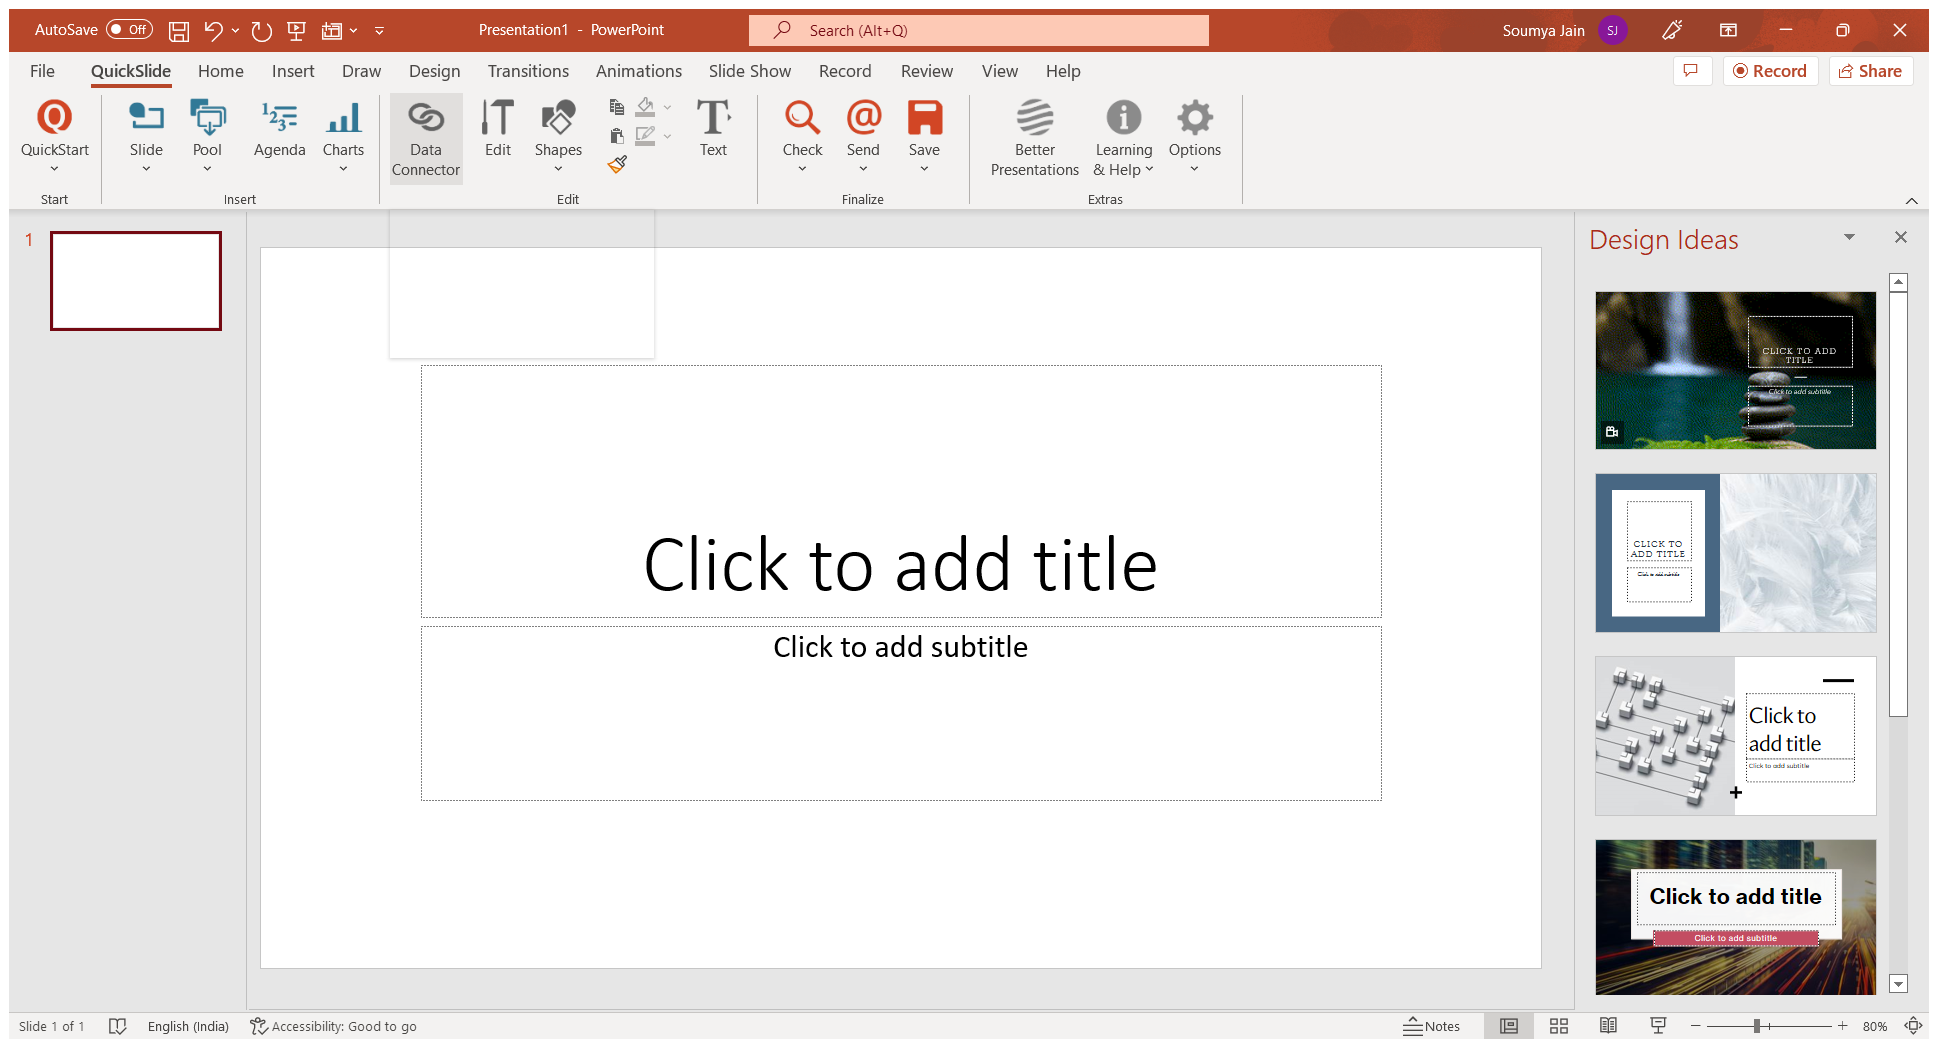 AutoSave Off Presentation1 - PowerPoint Search (Alt+Q) Soumya Jain SJ
File QuickSlide Home Insert Draw Design Transitions Animations Slide Show Record Review View Help Record Share
QuickStart Slide Pool Agenda Charts Data Connector Edit Shapes Text Check Send Save Better Presentations Learning & Help Options
Start Insert Edit Finalize Extras
1
Design Ideas
CLICK TO ADD
TITLE
Click to add subtitle
CLICK TO
ADD TITLE
Click to add subtitle
Click to
add title
Click to add subtitle
Click to add title
Click to add subtitle
Click to add title
Click to add subtitle
Slide 1 of 1 English (India) Accessibility: Good to go Notes 80%